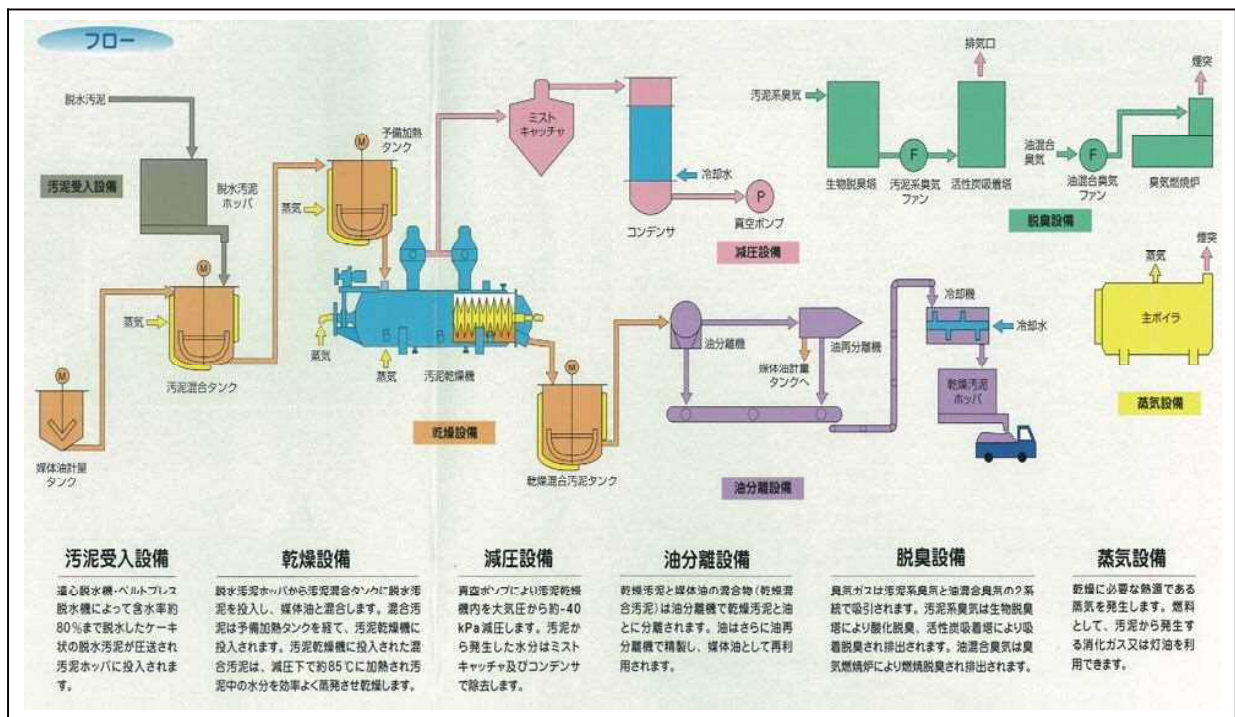 フロー
脱水汚泥
汚泥受入設備
脱水汚泥
ホッパ
M
予備加熱
タンク
蒸気
M
蒸気
汚泥混合タンク
M
媒体油計量
タンク
蒸気
蒸気
汚泥乾燥機
乾燥設備
M
乾燥混合汚泥タンク
ミスト
キャッチャ
冷却水
コンデンサ
P
真空ポンプ
減圧設備
油分離機
油再分離機
媒体油計量
タンクへ
油分離設備
冷却機
冷却水
乾燥汚泥
ホッパ
汚泥系臭気
生物脱臭塔
F
汚泥系臭気
ファン
排気口
活性炭吸着塔
油混合
臭気
F
油混合臭気
ファン
煙突
臭気燃焼炉
脱臭設備
蒸気
煙突
主ボイラ
蒸気設備
汚泥受入設備
遠心脱水機・ベルトプレス
脱水機によって含水率約
80%まで脱水したケーキ
状の脱水汚泥が圧送され
汚泥ホッパに投入されま
す。
乾燥設備
脱水汚泥ホッパから汚泥混合タンクに脱水汚
泥を投入し、媒体油と混合します。混合汚
泥は予備加熱タンクを経て、汚泥乾燥機に
投入されます。汚泥乾燥機に投入された混
合汚泥は、減圧下で約85℃に加熱され汚
泥中の水分を効率よく蒸発させ乾燥します。
減圧設備
真空ポンプにより汚泥乾燥
機内を大気圧から約-40
kPa減圧します。汚泥か
ら発生した水分はミスト
キャッチャ及びコンデンサ
で除去します。
油分離設備
乾燥汚泥と媒体油の混合物(乾燥混
合汚泥)は油分離機で乾燥汚泥と油
とに分離されます。油はさらに油再
分離機で精製し、媒体油として再利
用されます。
脱臭設備
臭気ガスは汚泥系臭気と油混合臭気の2系
統で吸引されます。汚泥系臭気は生物脱臭
塔により酸化脱臭、活性炭吸着塔により吸
着脱臭され排出されます。油混合臭気は臭
気燃焼炉により燃焼脱臭され排出されます。
蒸気設備
乾燥に必要な熱源である
蒸気を発生します。燃料
として、汚泥から発生す
る消化ガス又は灯油を利
用できます。